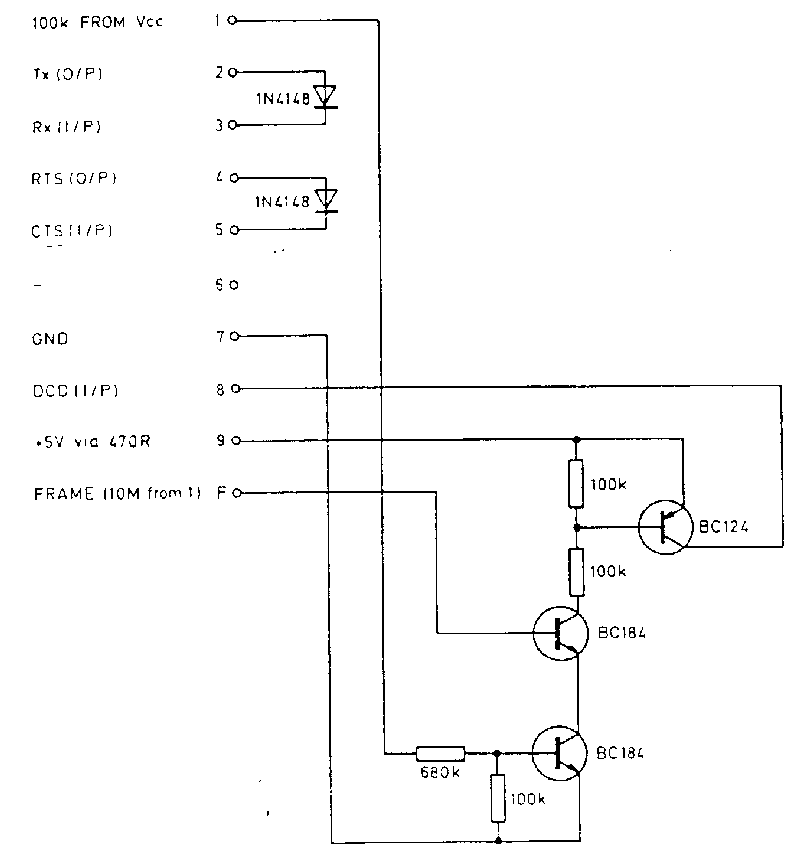 100k FROM Vcc 1
Tx (O/P) 2
1N4148
Rx (I/P) 3
RTS (O/P) 4
1N4148
CTS (I/P) 5
- 6
GND 7
DCD (I/P) 8
+5V via 470R 9
100k
FRAME (10M from 1) F
BC124
100k
BC184
BC184
680k
100k